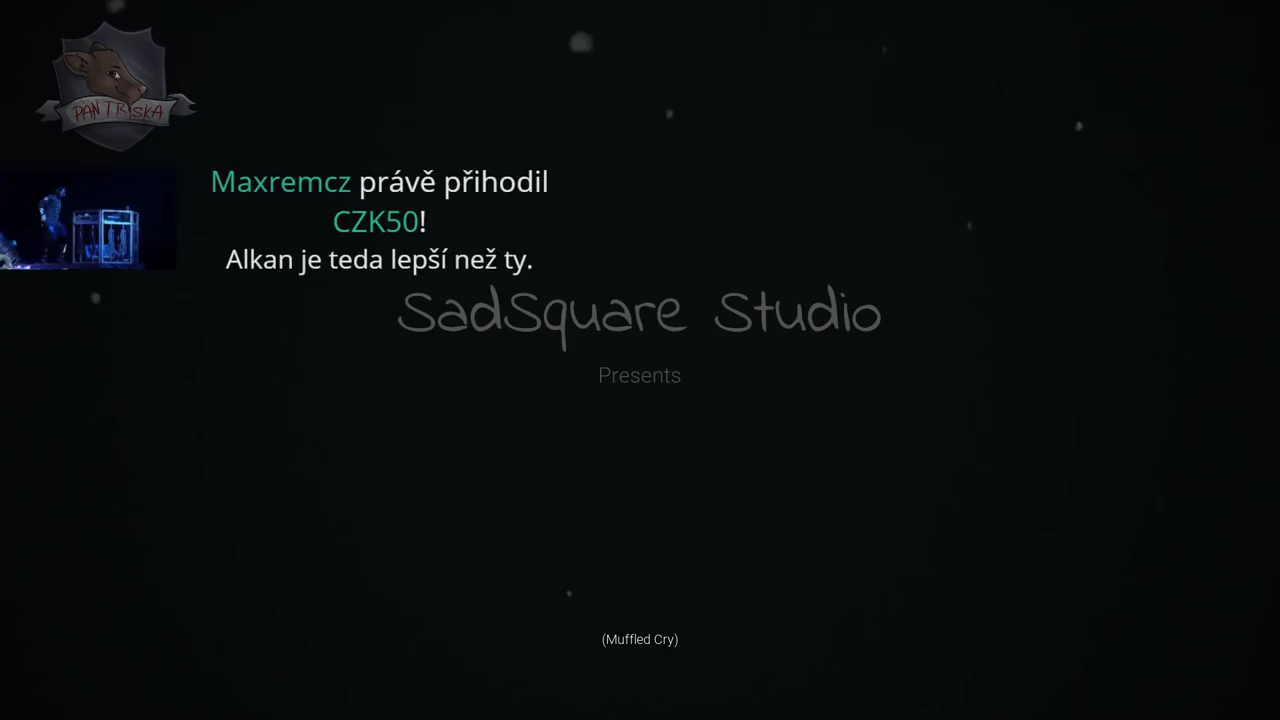 PAN TRISKA
Maxremcz právě přihodil
CZK50!
Alkan je teda lepší než ty.
SadSquare Studio
Presents
(Muffled Cry)